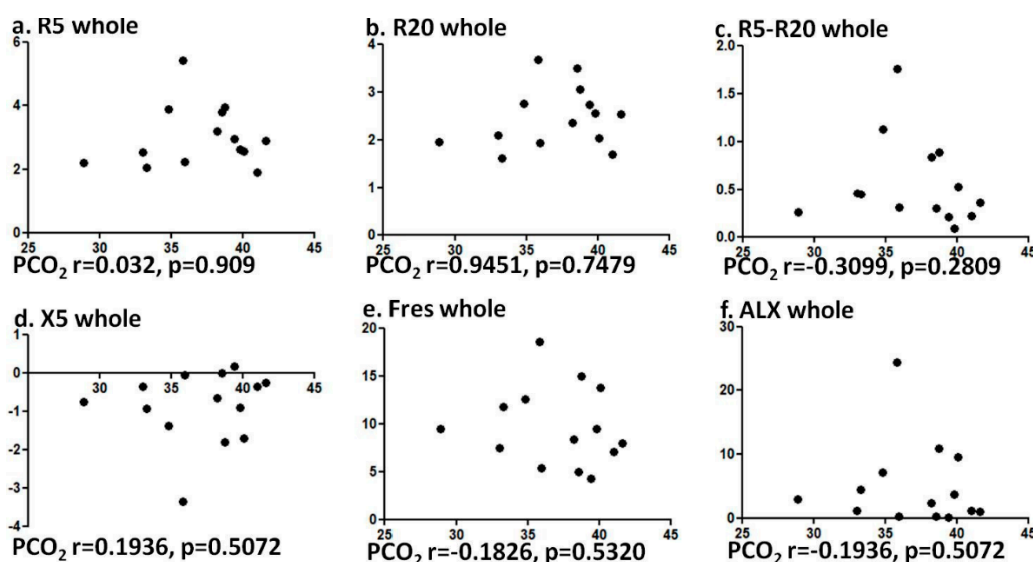 a. R5 whole
6
4
2
0
25 30 35 40 45
PCO₂ r=0.032, p=0.909
b. R20 whole
4
3
2
1
0
25 30 35 40 45
PCO₂ r=0.9451, p=0.7479
c. R5-R20 whole
2.0
1.5
1.0
0.5
0.0
25 30 35 40 45
PCO₂ r=-0.3099, p=0.2809
d. X5 whole
1
0
30 35 40 45
-1
-2
-3
-4
PCO₂ r=0.1936, p=0.5072
e. Fres whole
20
15
10
5
0
25 30 35 40 45
PCO₂ r=-0.1826, p=0.5320
f. ALX whole
30
20
10
0
25 30 35 40 45
PCO₂ r=-0.1936, p=0.5072